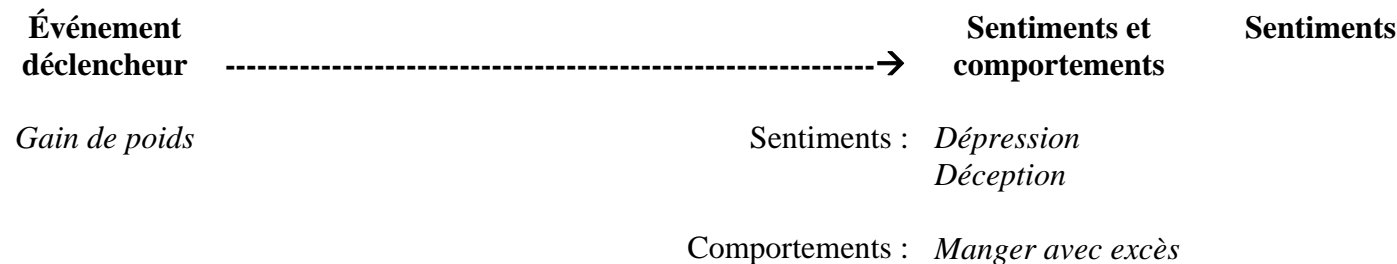 Événement Sentiments et Sentiments
déclencheur -------------------------------------------------------------→ comportements
Gain de poids Sentiments : Dépression
Déception
Comportements : Manger avec excès